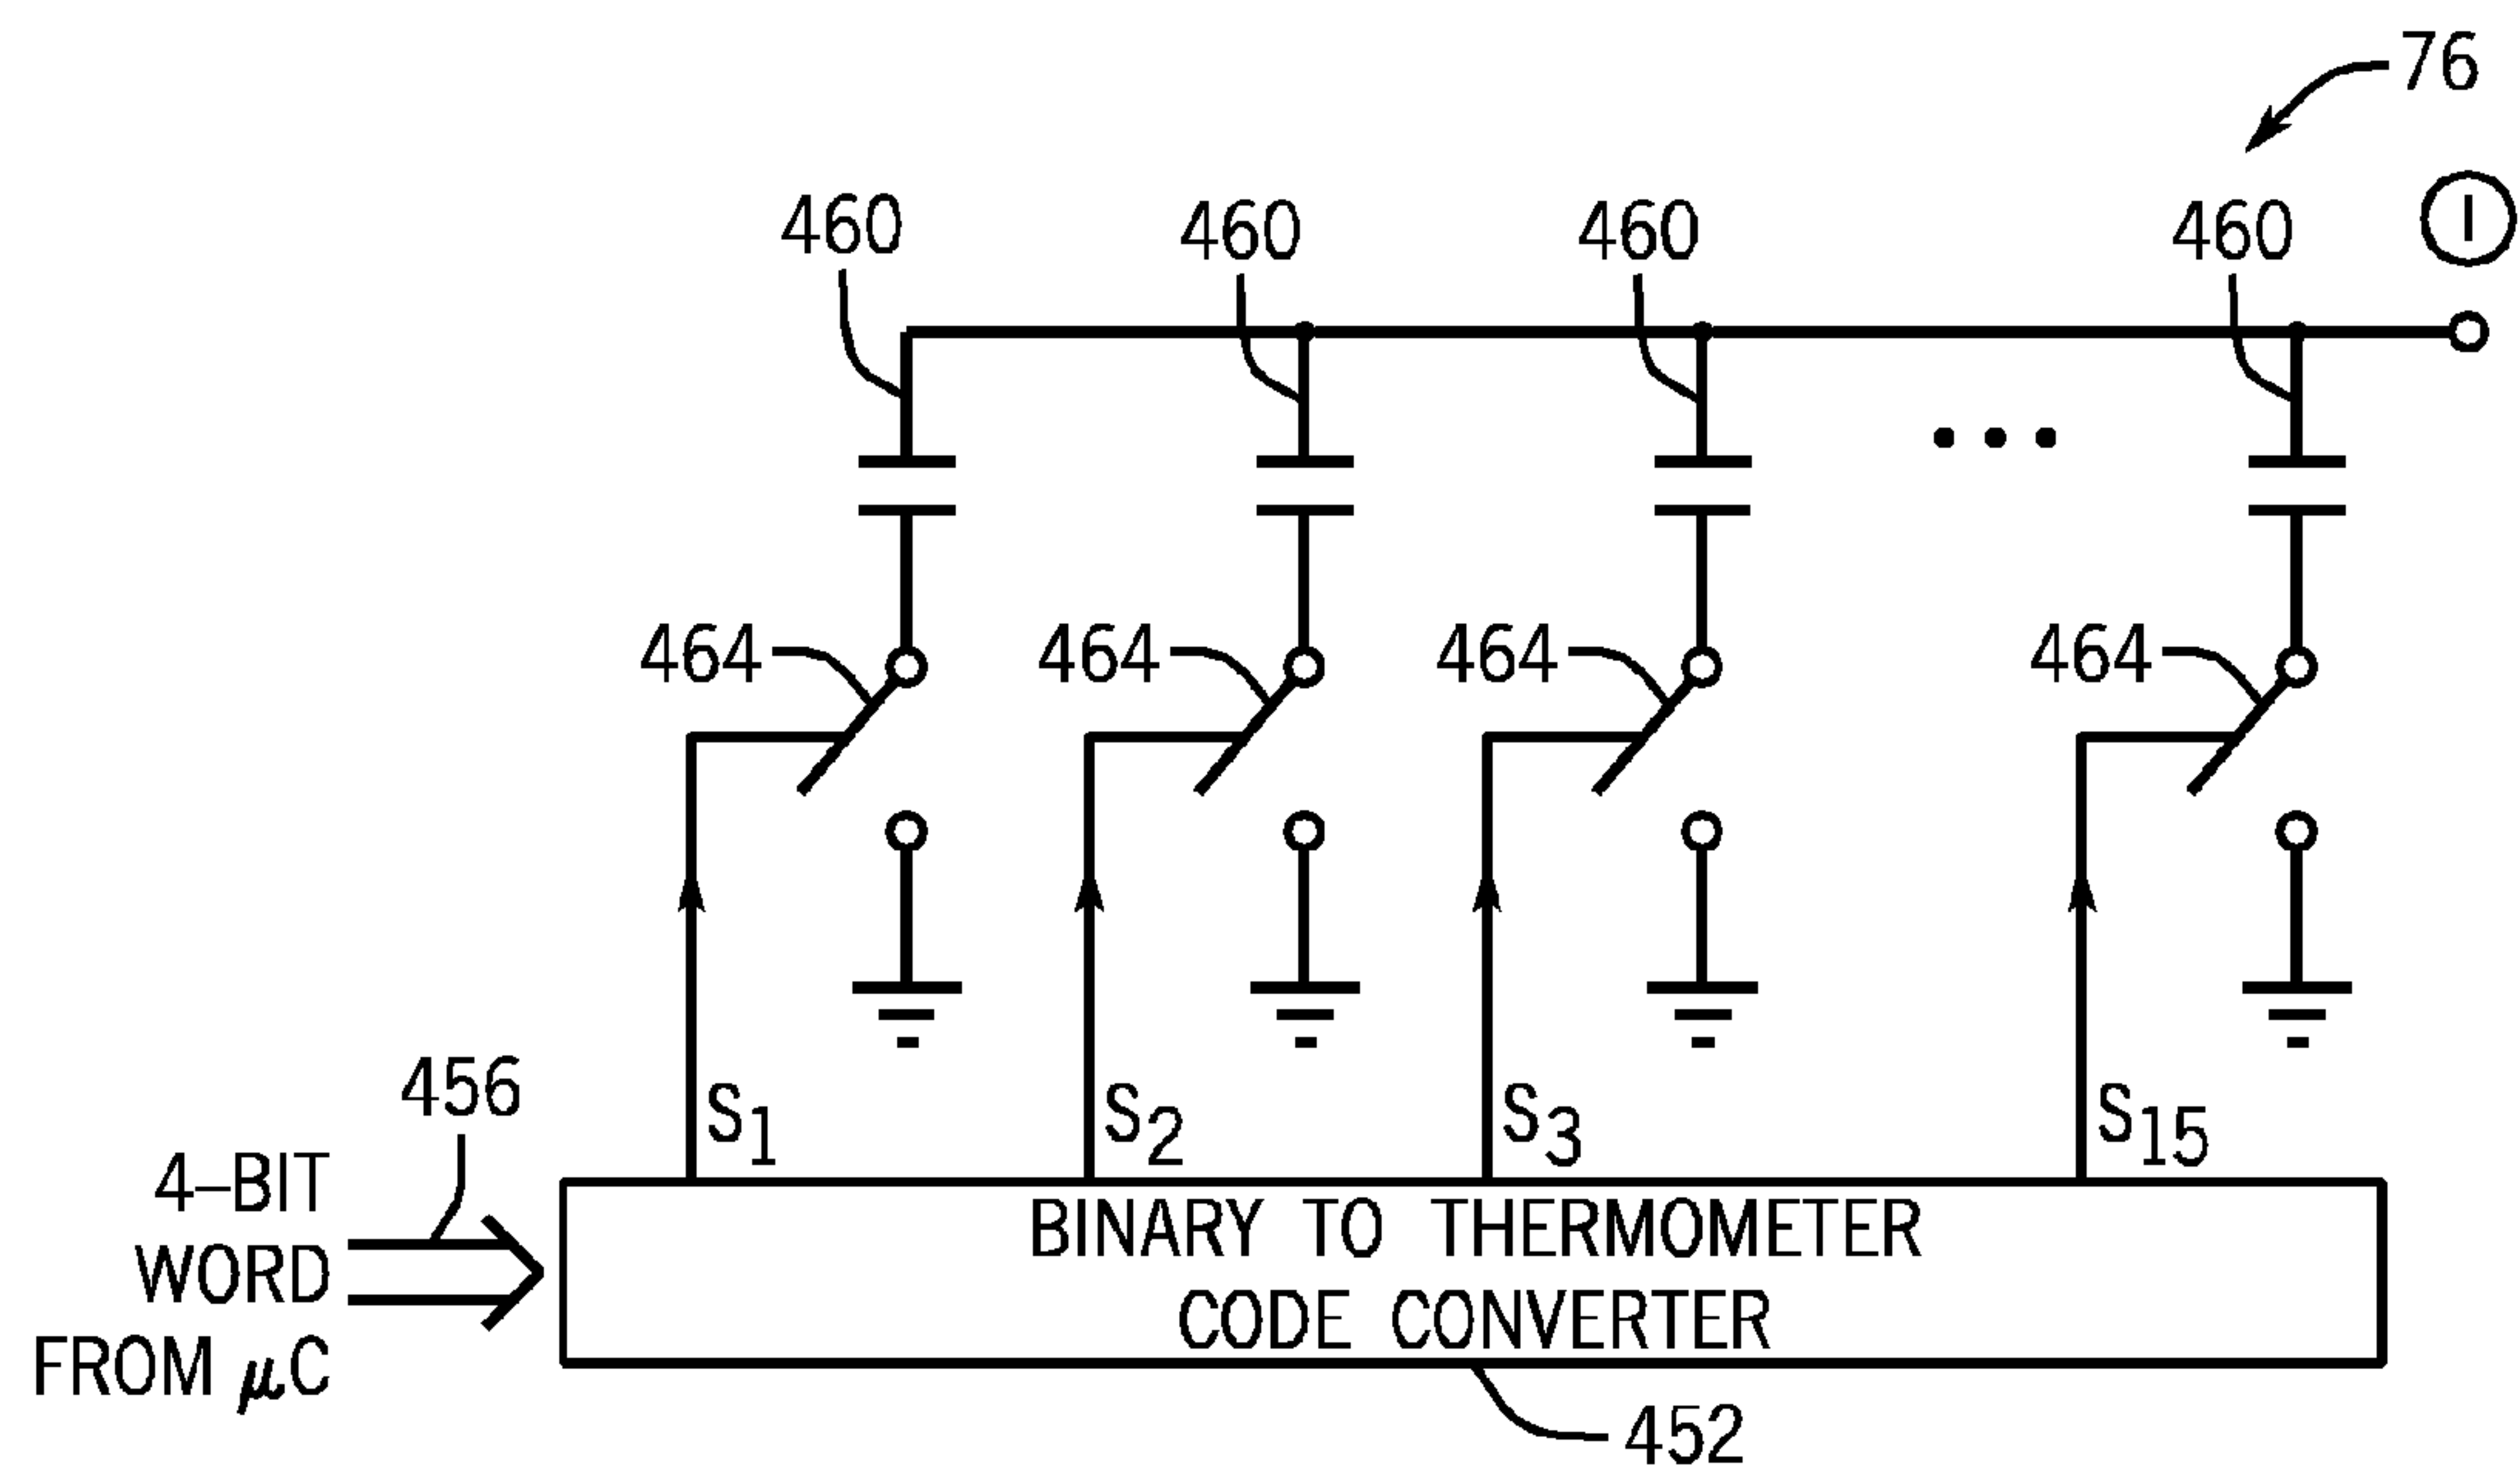 76
460 460 460 460 1
464 464 464 464
456
S1 S2 S3 S15
4-BIT
WORD
FROM µC
BINARY TO THERMOMETER
CODE CONVERTER
452